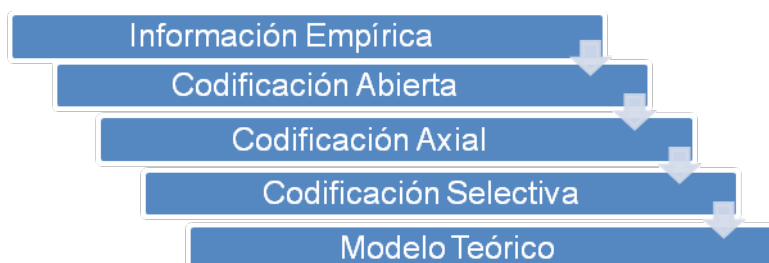 Información Empírica
Codificación Abierta
Codificación Axial
Codificación Selectiva
Modelo Teórico